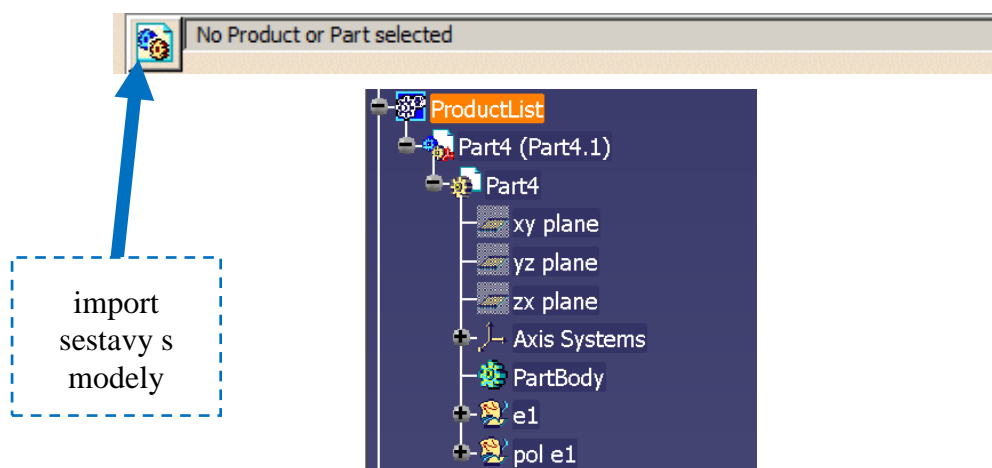 No Product or Part selected
ProductList
Part4 (Part4.1)
Part4
xy plane
yz plane
zx plane
Axis Systems
PartBody
e1
pol e1
import
sestavy s
modely